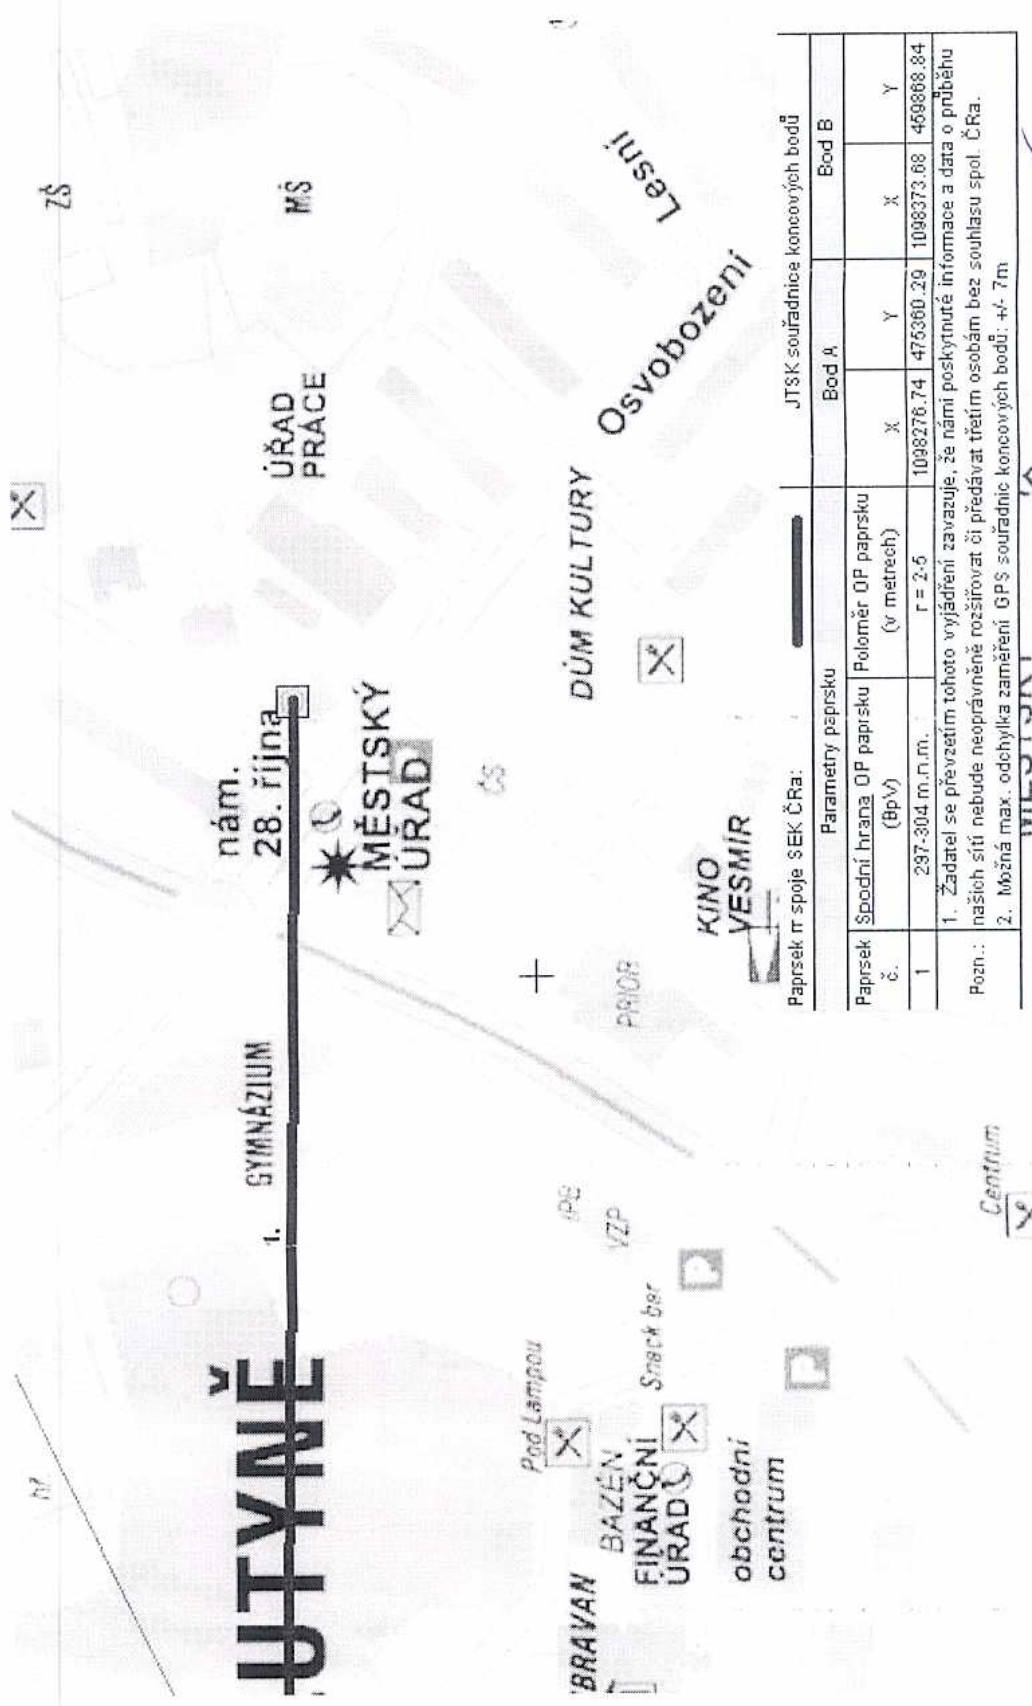 ZŠ
hř
nám.
28. října
ÚŘAD
PRÁCE
MŠ
GYMNÁZIUM
1.
UTYNĚ
MĚSTSKÝ
ÚŘAD
ČS
DŮM KULTURY
Osvobození
Lesní
Pod Lampou
IPB
VZP
PRIOR
BRAVAN
BAZÉN
FINANČNÍ
ÚŘAD
Snack bar
KINO
VESMÍR
obchodní
centrum
P
P
Centrum
Paprsek rr spoje SEK ČRa: JTSK souřadnice koncových bodů
Parametry paprsku Bod A Bod B
Paprsek Spodní hrana OP paprsku Poloměr OP paprsku X Y X Y
č. (BpV) (v metrech)
1 297-304 m.n.m. r = 2-5 1098276.74 475360.29 1098373.68 469868.84
1. Žadatel se převzetím tohoto vyjádření zavazuje, že námi poskytnuté informace a data o průběhu
Pozn.: našich sítí nebude neoprávněně rozšiřovat či předávat třetím osobám bez souhlasu spol. ČRa.
2. Možná max. odchylka zaměření GPS souřadnic koncových bodů: +/- 7m